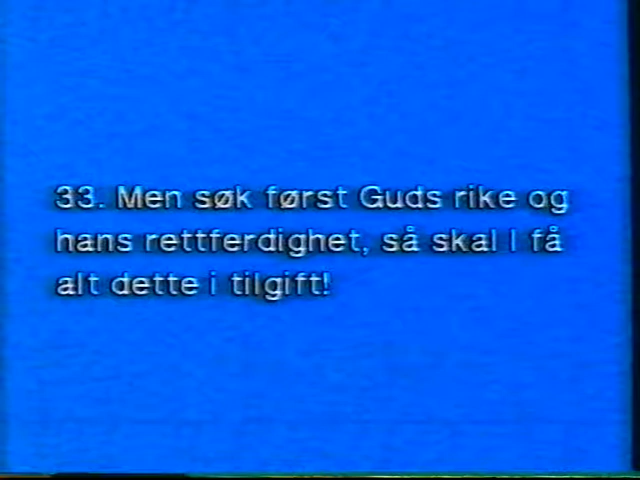 33. Men søk først Guds rike og
hans rettferdighet, så skal I få
alt dette i tilgift!